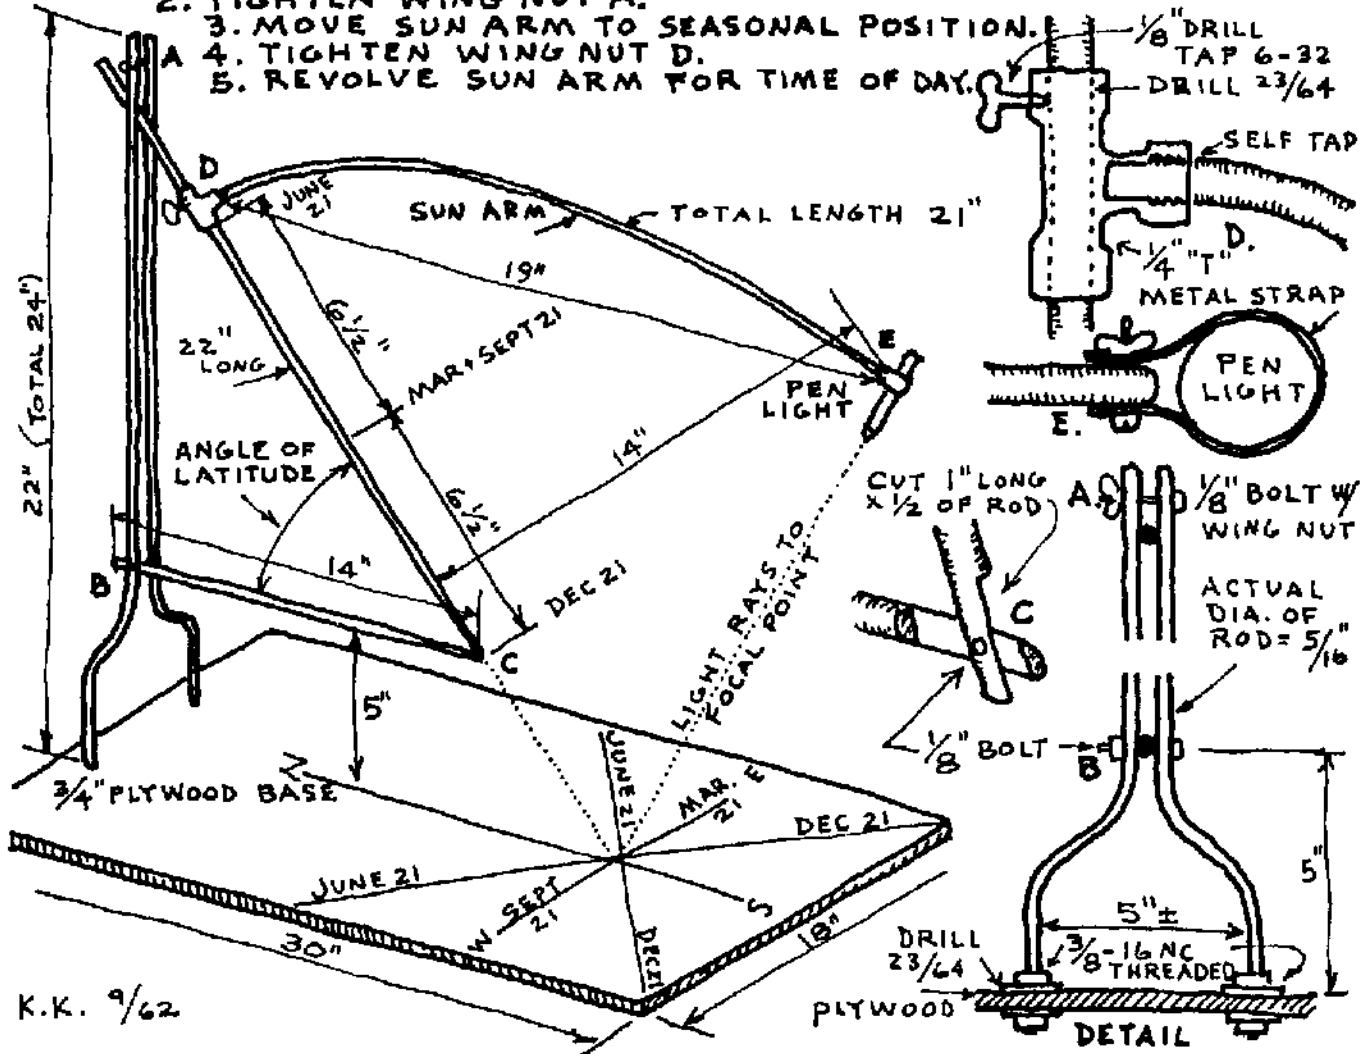 2. TIGHTEN WING NUT A.
3. MOVE SUN ARM TO SEASONAL POSITION.
4. TIGHTEN WING NUT D.
5. REVOLVE SUN ARM FOR TIME OF DAY.
A
D
JUNE
21
SUN ARM
TOTAL LENGTH 21"
19"
6 1/2"
22"
LONG
MAR + SEPT 21
E
PEN
LIGHT
22" (TOTAL 24")
ANGLE OF
LATITUDE
14"
6 1/2"
B
14"
DEC 21
C
5"
LIGHT RAYS TO
FOCAL POINT
3/4" PLYWOOD BASE
N
JUNE 21
MAR.
21
E
DEC 21
JUNE 21
W
SEPT
21
S
DEC 21
30"
18"
K.K. 9/62
1/8" DRILL
TAP 6-32
DRILL 23/64
SELF TAP
D.
1/4" "T"
METAL STRAP
PEN
LIGHT
E.
CUT 1" LONG
X 1/2 OF ROD
C
1/8" BOLT
A.
1/8" BOLT W/
WING NUT
ACTUAL
DIA. OF
ROD = 5/16
B
5"
5" ±
DRILL
23/64
3/8-16 NC
THREADED
PLYWOOD
DETAIL